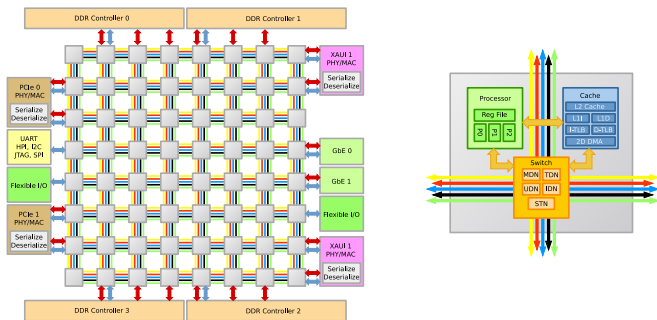 DDR Controller 0
DDR Controller 1
PCIe 0
PHY/MAC
Serialize
Deserialize
UART
HPI, I2C
JTAG, SPI
Flexible I/O
PCIe 1
PHY/MAC
Serialize
Deserialize
XAUI 1
PHY/MAC
Serialize
Deserialize
GbE 0
GbE 1
Flexible I/O
XAUI 1
PHY/MAC
Serialize
Deserialize
DDR Controller 3
DDR Controller 2
Processor
Reg File
P0
P1
P2
Cache
L2 Cache
L1I
L1D
I-TLB
D-TLB
2D DMA
Switch
MDN
TDN
UDN
IDN
STN